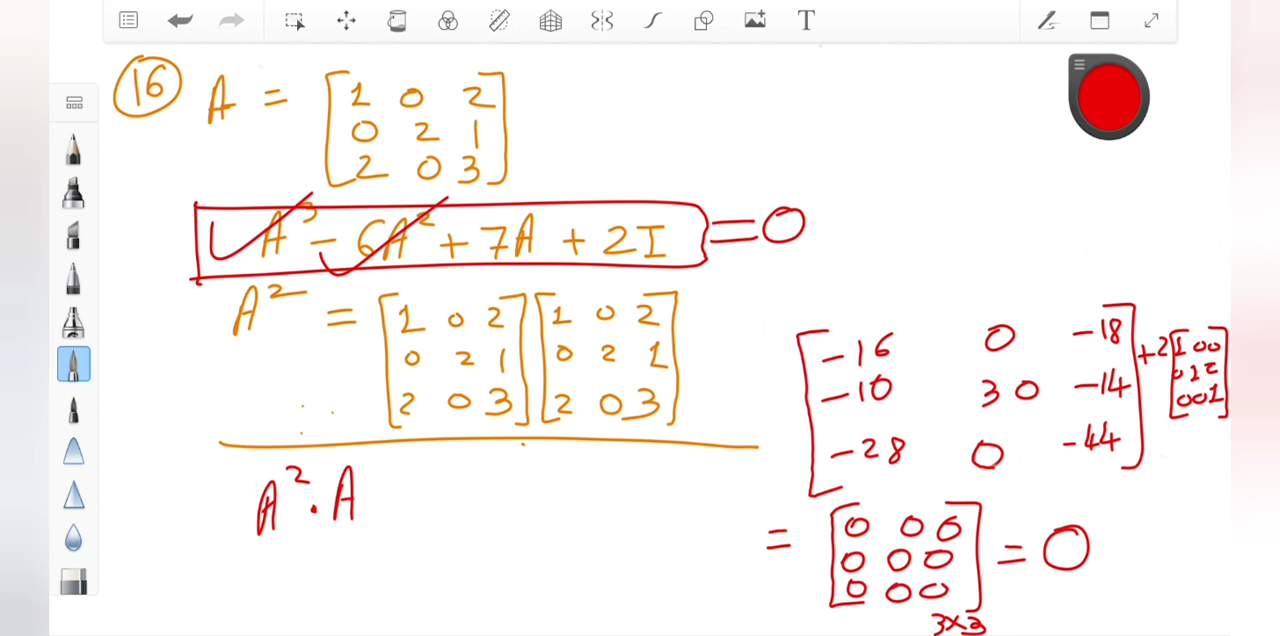 16 A = [1 0 2
0 2 1
2 0 3]
A³ - 6A² + 7A + 2I = 0
A² = [1 0 2] [1 0 2]
0 2 1 0 2 1
2 0 3 2 0 3
A² . A
[-16 0 -18] + 2[1 0 0]
-10 30 -14
-28 0 -44
0 0 1
= [0 0 0] = 0
0 0 0
0 0 0
3×3
T